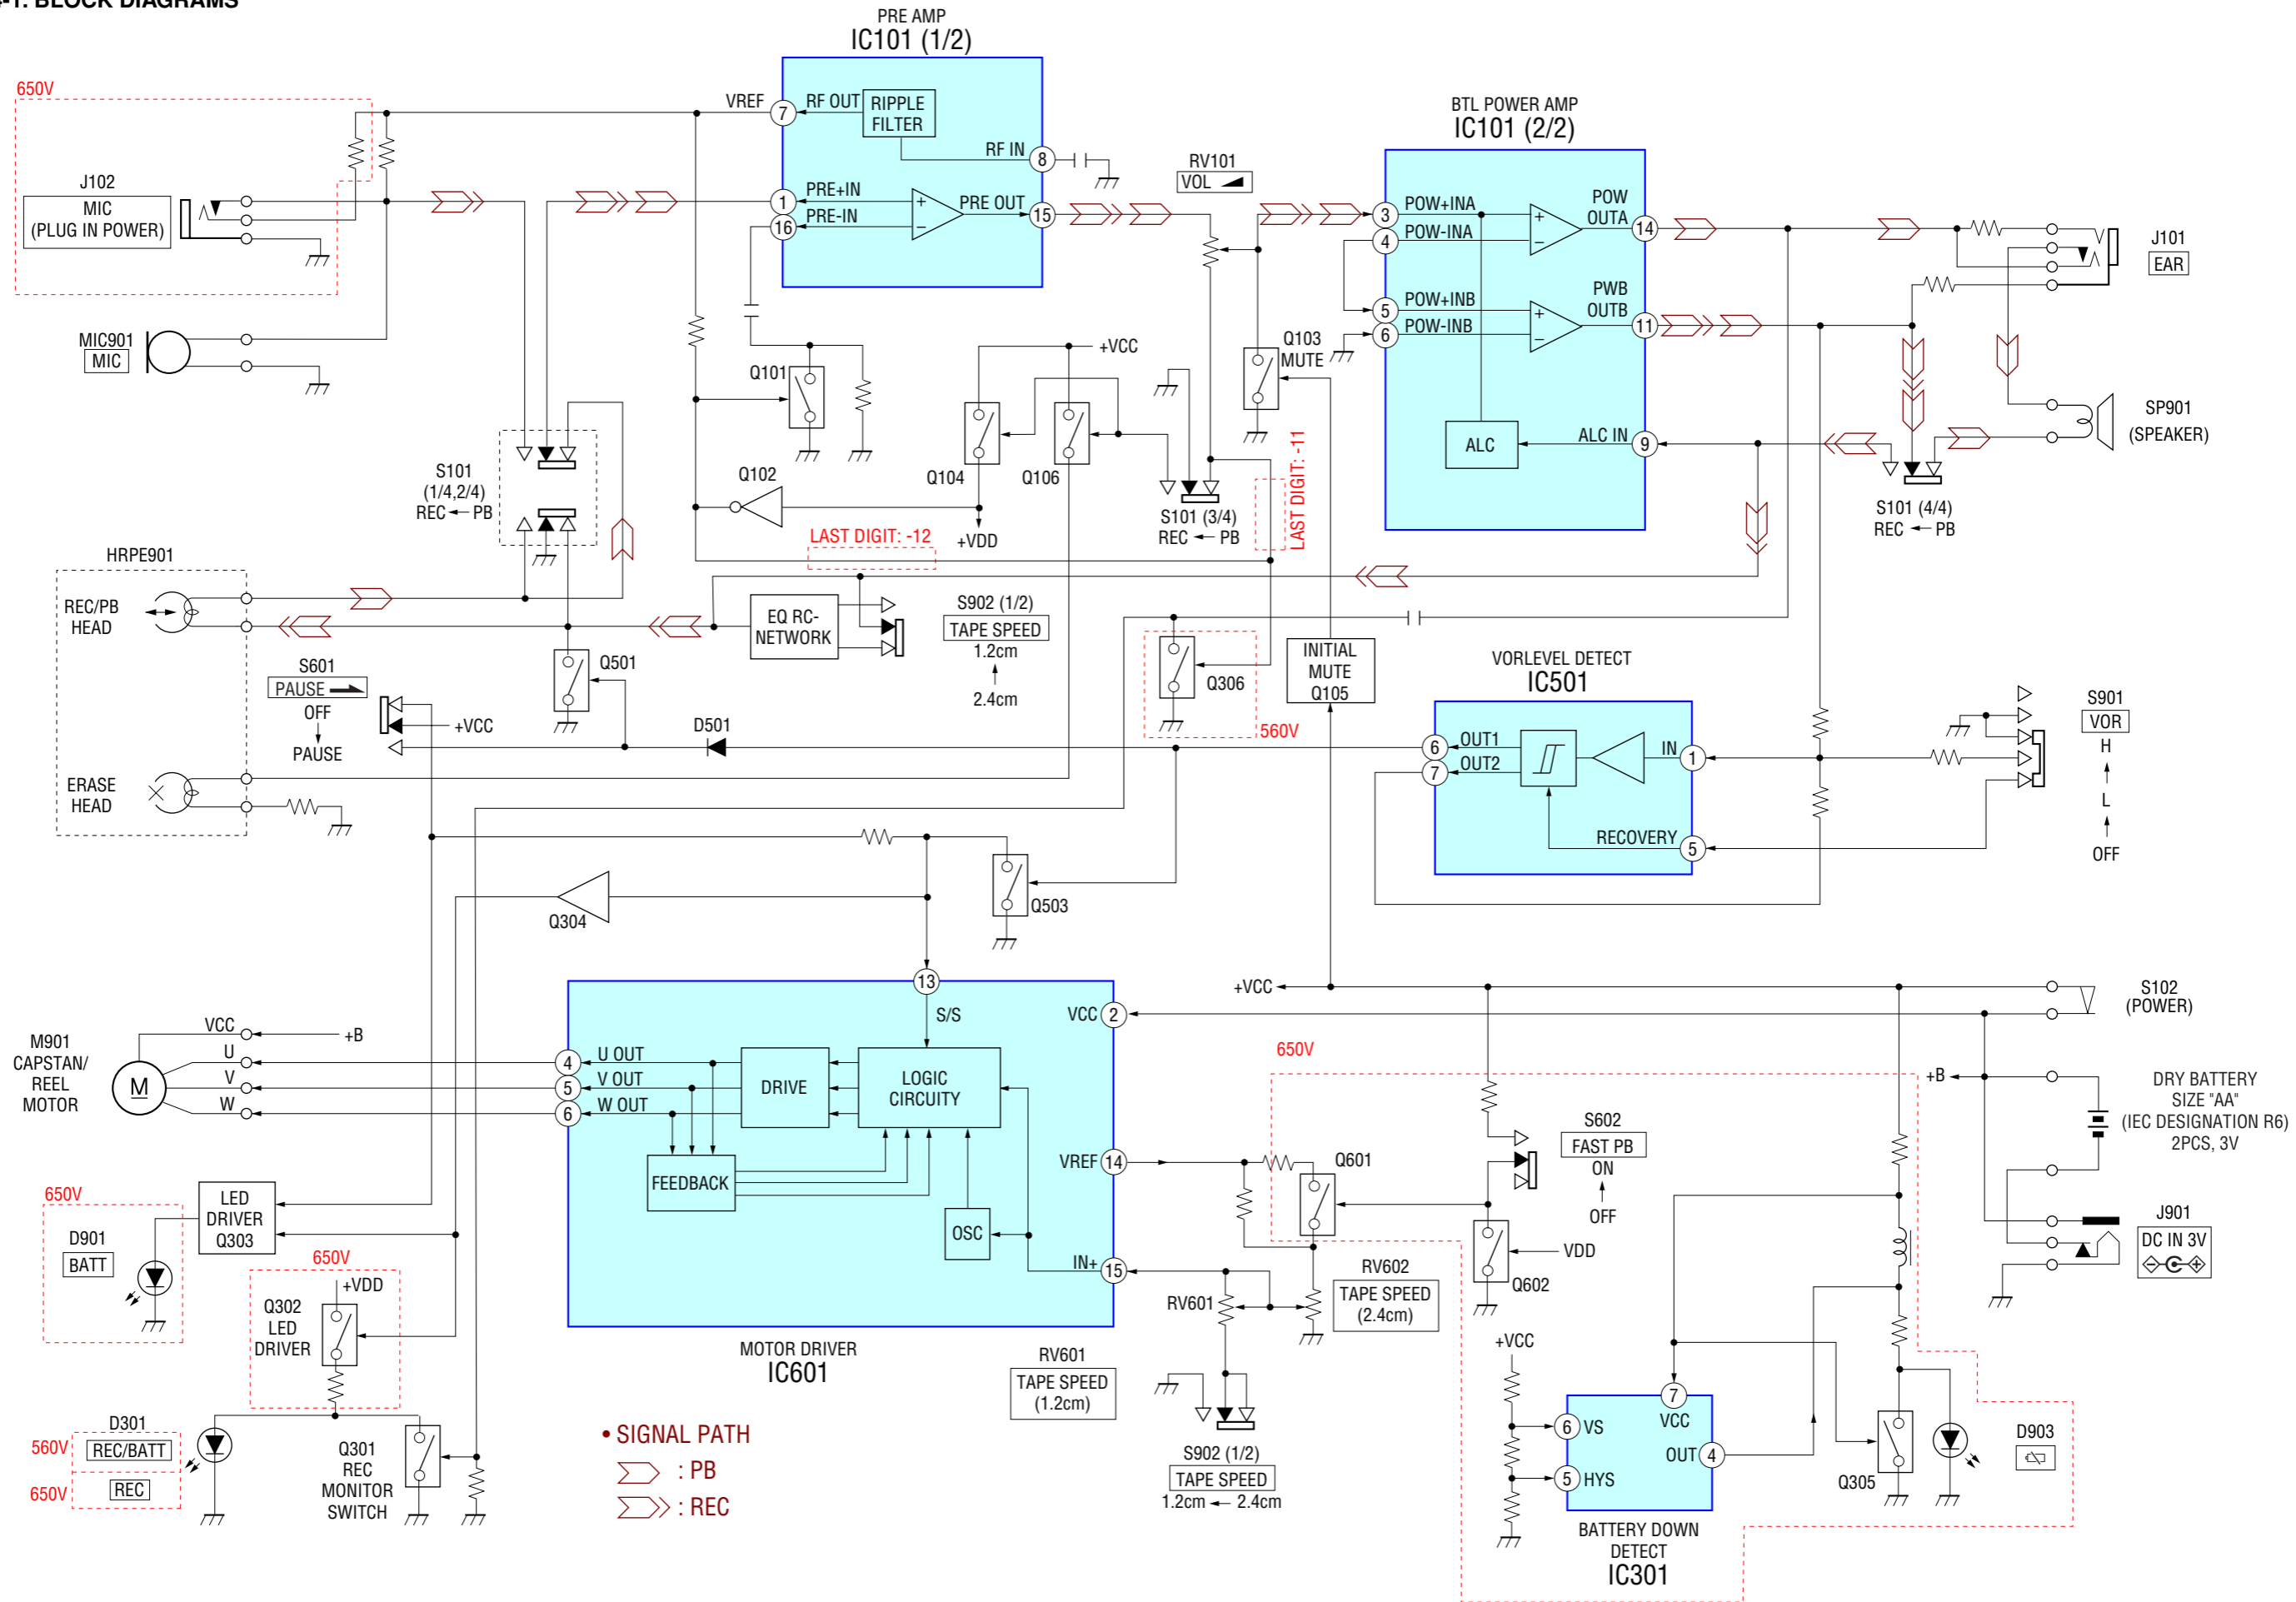 4-1. BLOCK DIAGRAMS
PRE AMP
IC101 (1/2)
650V
VREF
7
RF OUT
RIPPLE
FILTER
RF IN
8
J102
MIC
(PLUG IN POWER)
1
PRE+IN
16
PRE-IN
+
−
PRE OUT
15
RV101
VOL
BTL POWER AMP
IC101 (2/2)
3
POW+INA
4
POW-INA
+
−
POW
OUTA
14
5
POW+INB
6
POW-INB
+
−
PWB
OUTB
11
ALC
ALC IN
9
J101
EAR
SP901
(SPEAKER)
MIC901
MIC
Q101
+VCC
Q103
MUTE
Q104
Q106
Q102
+VDD
S101
(1/4,2/4)
REC ← PB
S101 (3/4)
REC ← PB
LAST DIGIT: -11
LAST DIGIT: -12
S101 (4/4)
REC ← PB
HRPE901
REC/PB
HEAD
ERASE
HEAD
EQ RC-
NETWORK
S902 (1/2)
TAPE SPEED
1.2cm
↑
2.4cm
S601
PAUSE
OFF
↓
PAUSE
+VCC
Q501
D501
Q306
560V
INITIAL
MUTE
Q105
VORLEVEL DETECT
IC501
6
OUT1
7
OUT2
IN
1
RECOVERY
5
S901
VOR
H
↑
L
↑
OFF
Q304
Q503
13
S/S
+VCC
VCC
2
S102
(POWER)
M901
CAPSTAN/
REEL
MOTOR
M
VCC
+B
U
V
W
4
U OUT
5
V OUT
6
W OUT
DRIVE
LOGIC
CIRCUITY
FEEDBACK
OSC
VREF
14
IN+
15
MOTOR DRIVER
IC601
650V
Q601
S602
FAST PB
ON
↑
OFF
+B
DRY BATTERY
SIZE "AA"
(IEC DESIGNATION R6)
2PCS, 3V
J901
DC IN 3V
650V
D901
BATT
LED
DRIVER
Q303
650V
+VDD
Q302
LED
DRIVER
RV601
RV602
TAPE SPEED
(2.4cm)
VDD
Q602
RV601
TAPE SPEED
(1.2cm)
+VCC
S902 (1/2)
TAPE SPEED
1.2cm ← 2.4cm
D301
560V
REC/BATT
650V
REC
Q301
REC
MONITOR
SWITCH
• SIGNAL PATH
: PB
: REC
7
VCC
6
VS
5
HYS
OUT
4
BATTERY DOWN
DETECT
IC301
Q305
D903